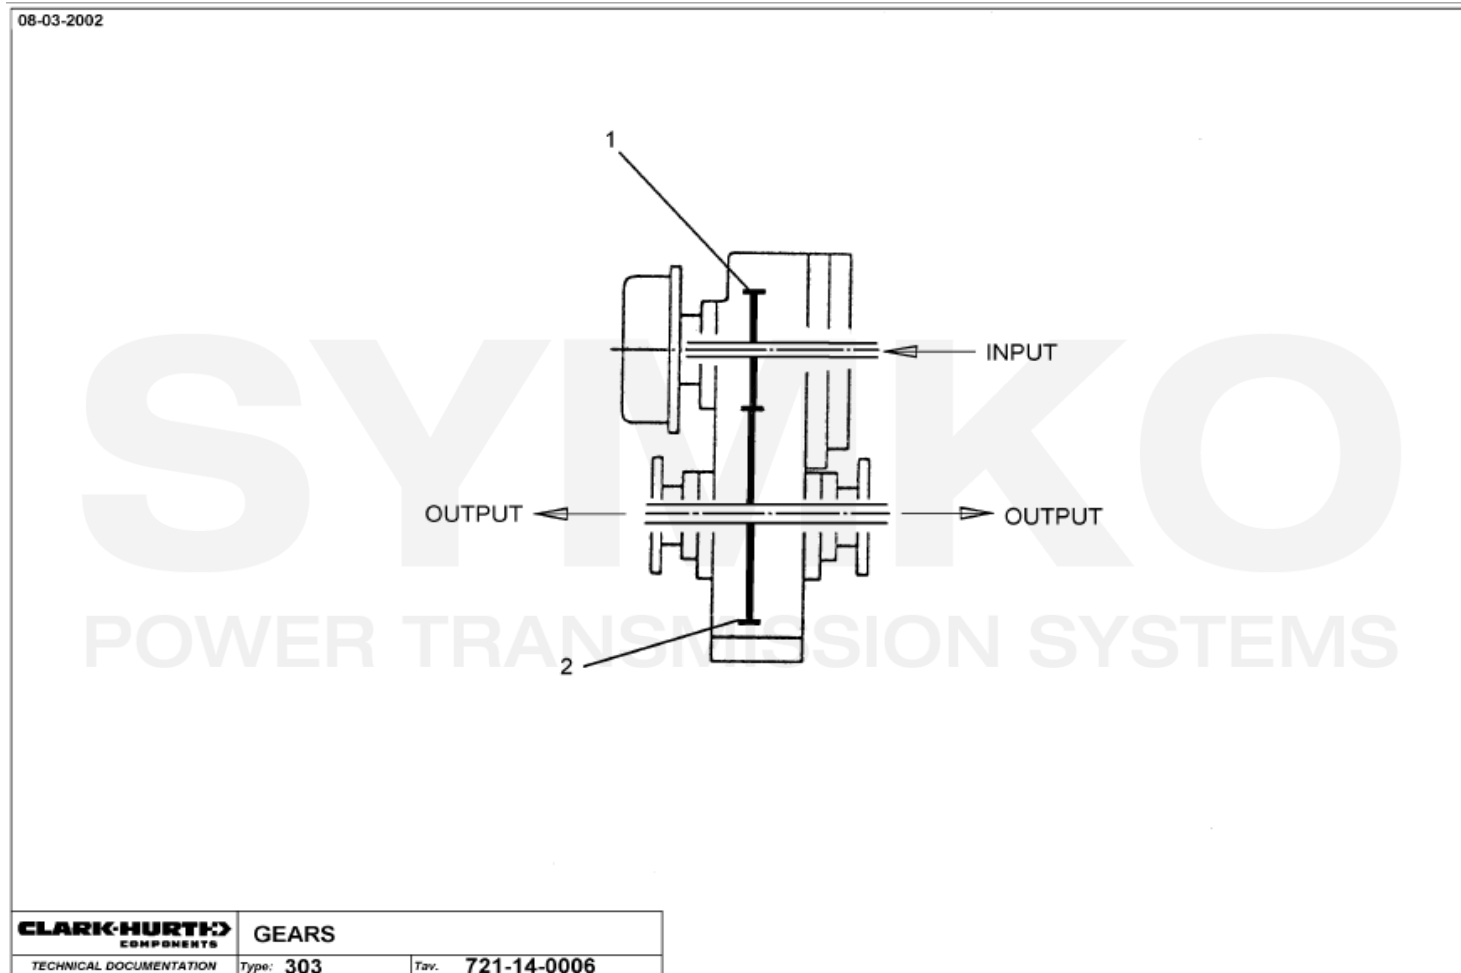 08-03-2002
1
INPUT
OUTPUT
OUTPUT
2
SYMKO
POWER TRANSMISSION SYSTEMS
CLARK-HURTH
COMPONENTS
GEARS
TECHNICAL DOCUMENTATION
Type: 303
Tav. 721-14-0006